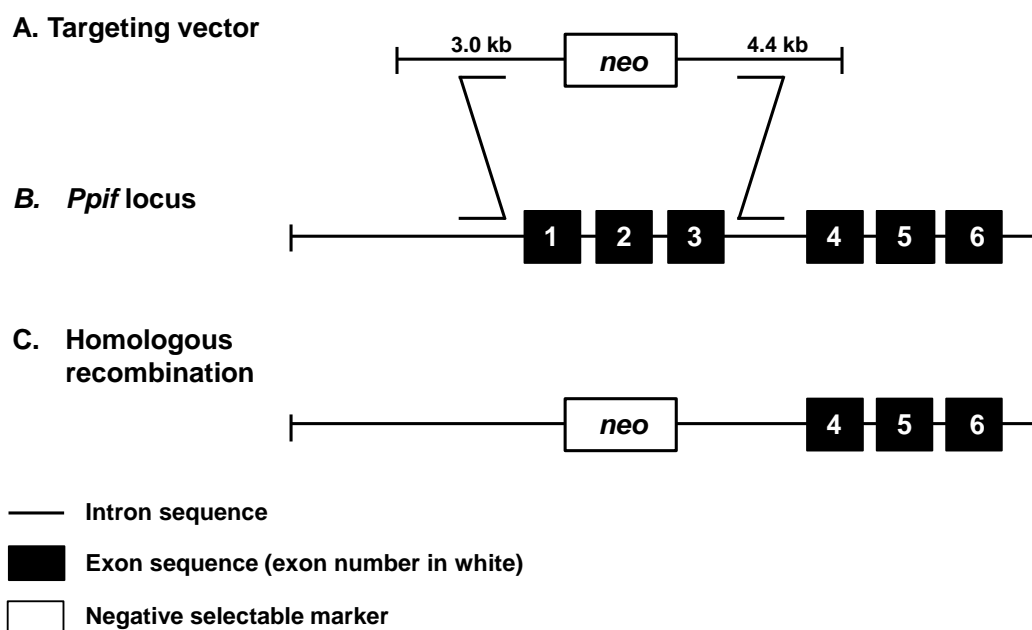 A. Targeting vector
3.0 kb
neo
4.4 kb
B. Ppif locus
1 2 3 4 5 6
C. Homologous
recombination
neo 4 5 6
Intron sequence
Exon sequence (exon number in white)
Negative selectable marker